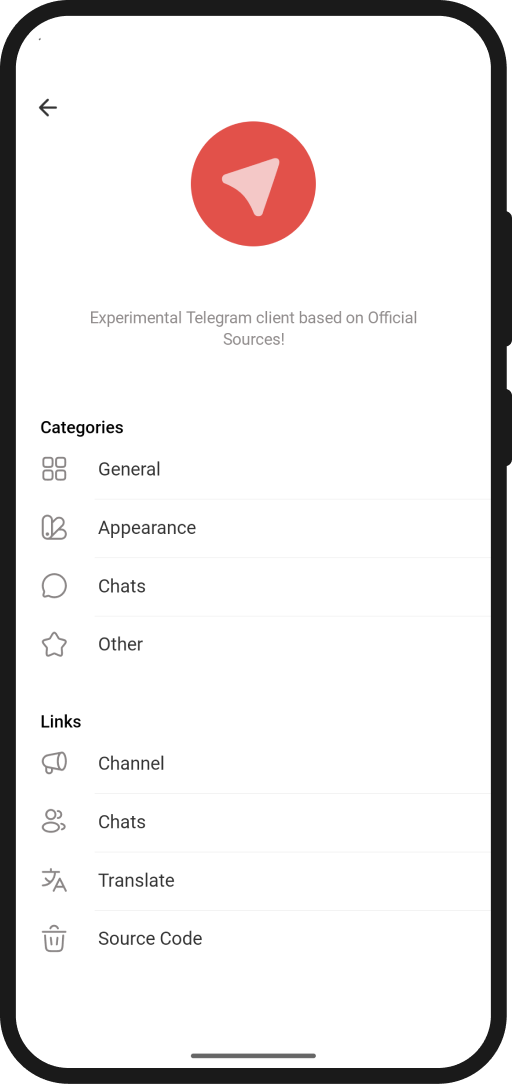 Experimental Telegram client based on Official
Sources!
Categories
General
Appearance
Chats
Other
Links
Channel
Chats
Translate
Source Code